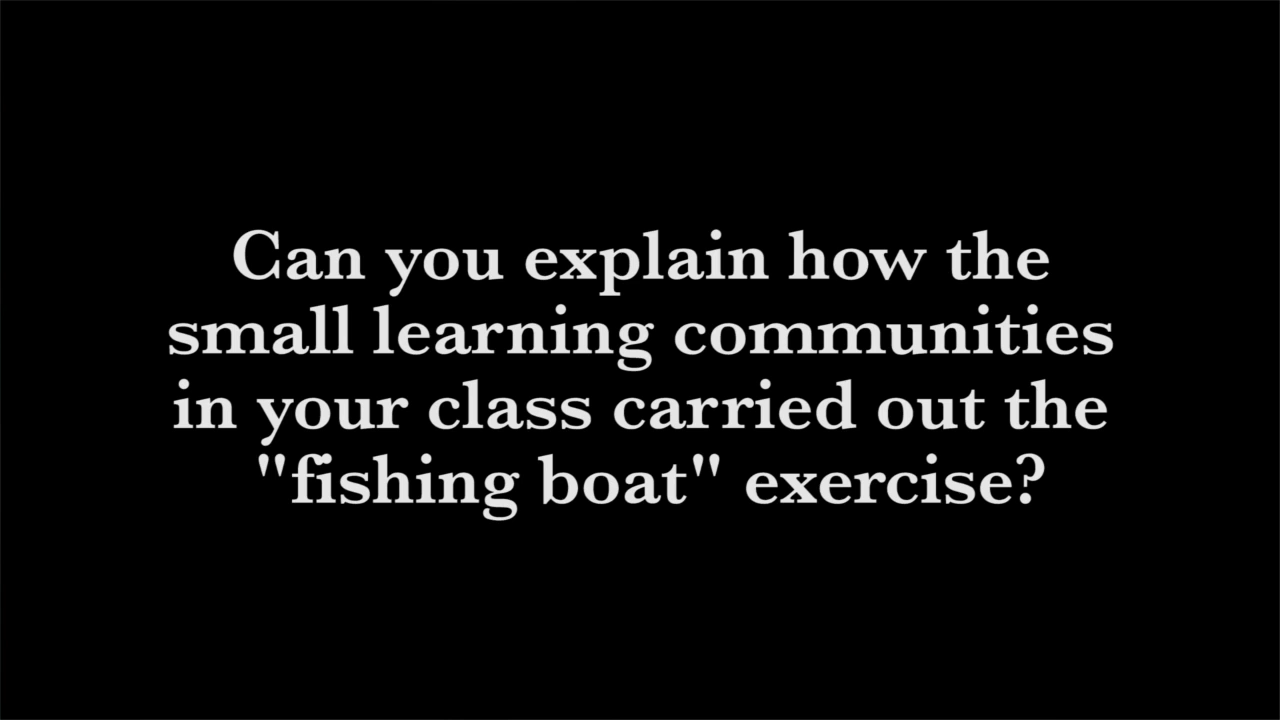 Can you explain how the
small learning communities
in your class carried out the
"fishing boat" exercise?